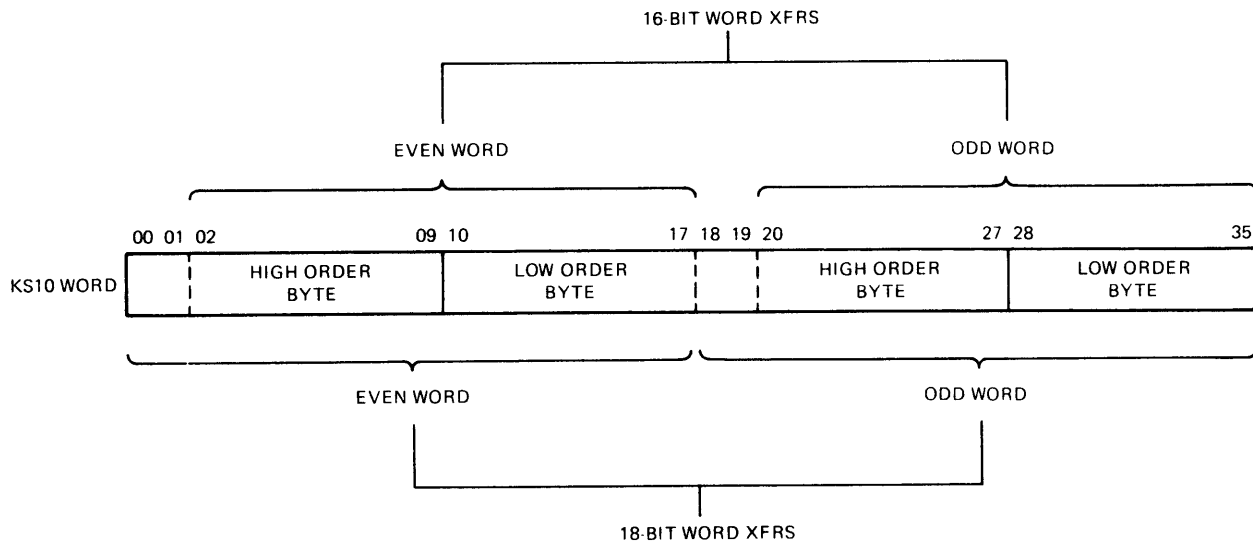 16-BIT WORD XFRS
EVEN WORD
ODD WORD
00 01 02 09 10 17 18 19 20 27 28 35
KS10 WORD
HIGH ORDER
BYTE
LOW ORDER
BYTE
HIGH ORDER
BYTE
LOW ORDER
BYTE
EVEN WORD
ODD WORD
18-BIT WORD XFRS